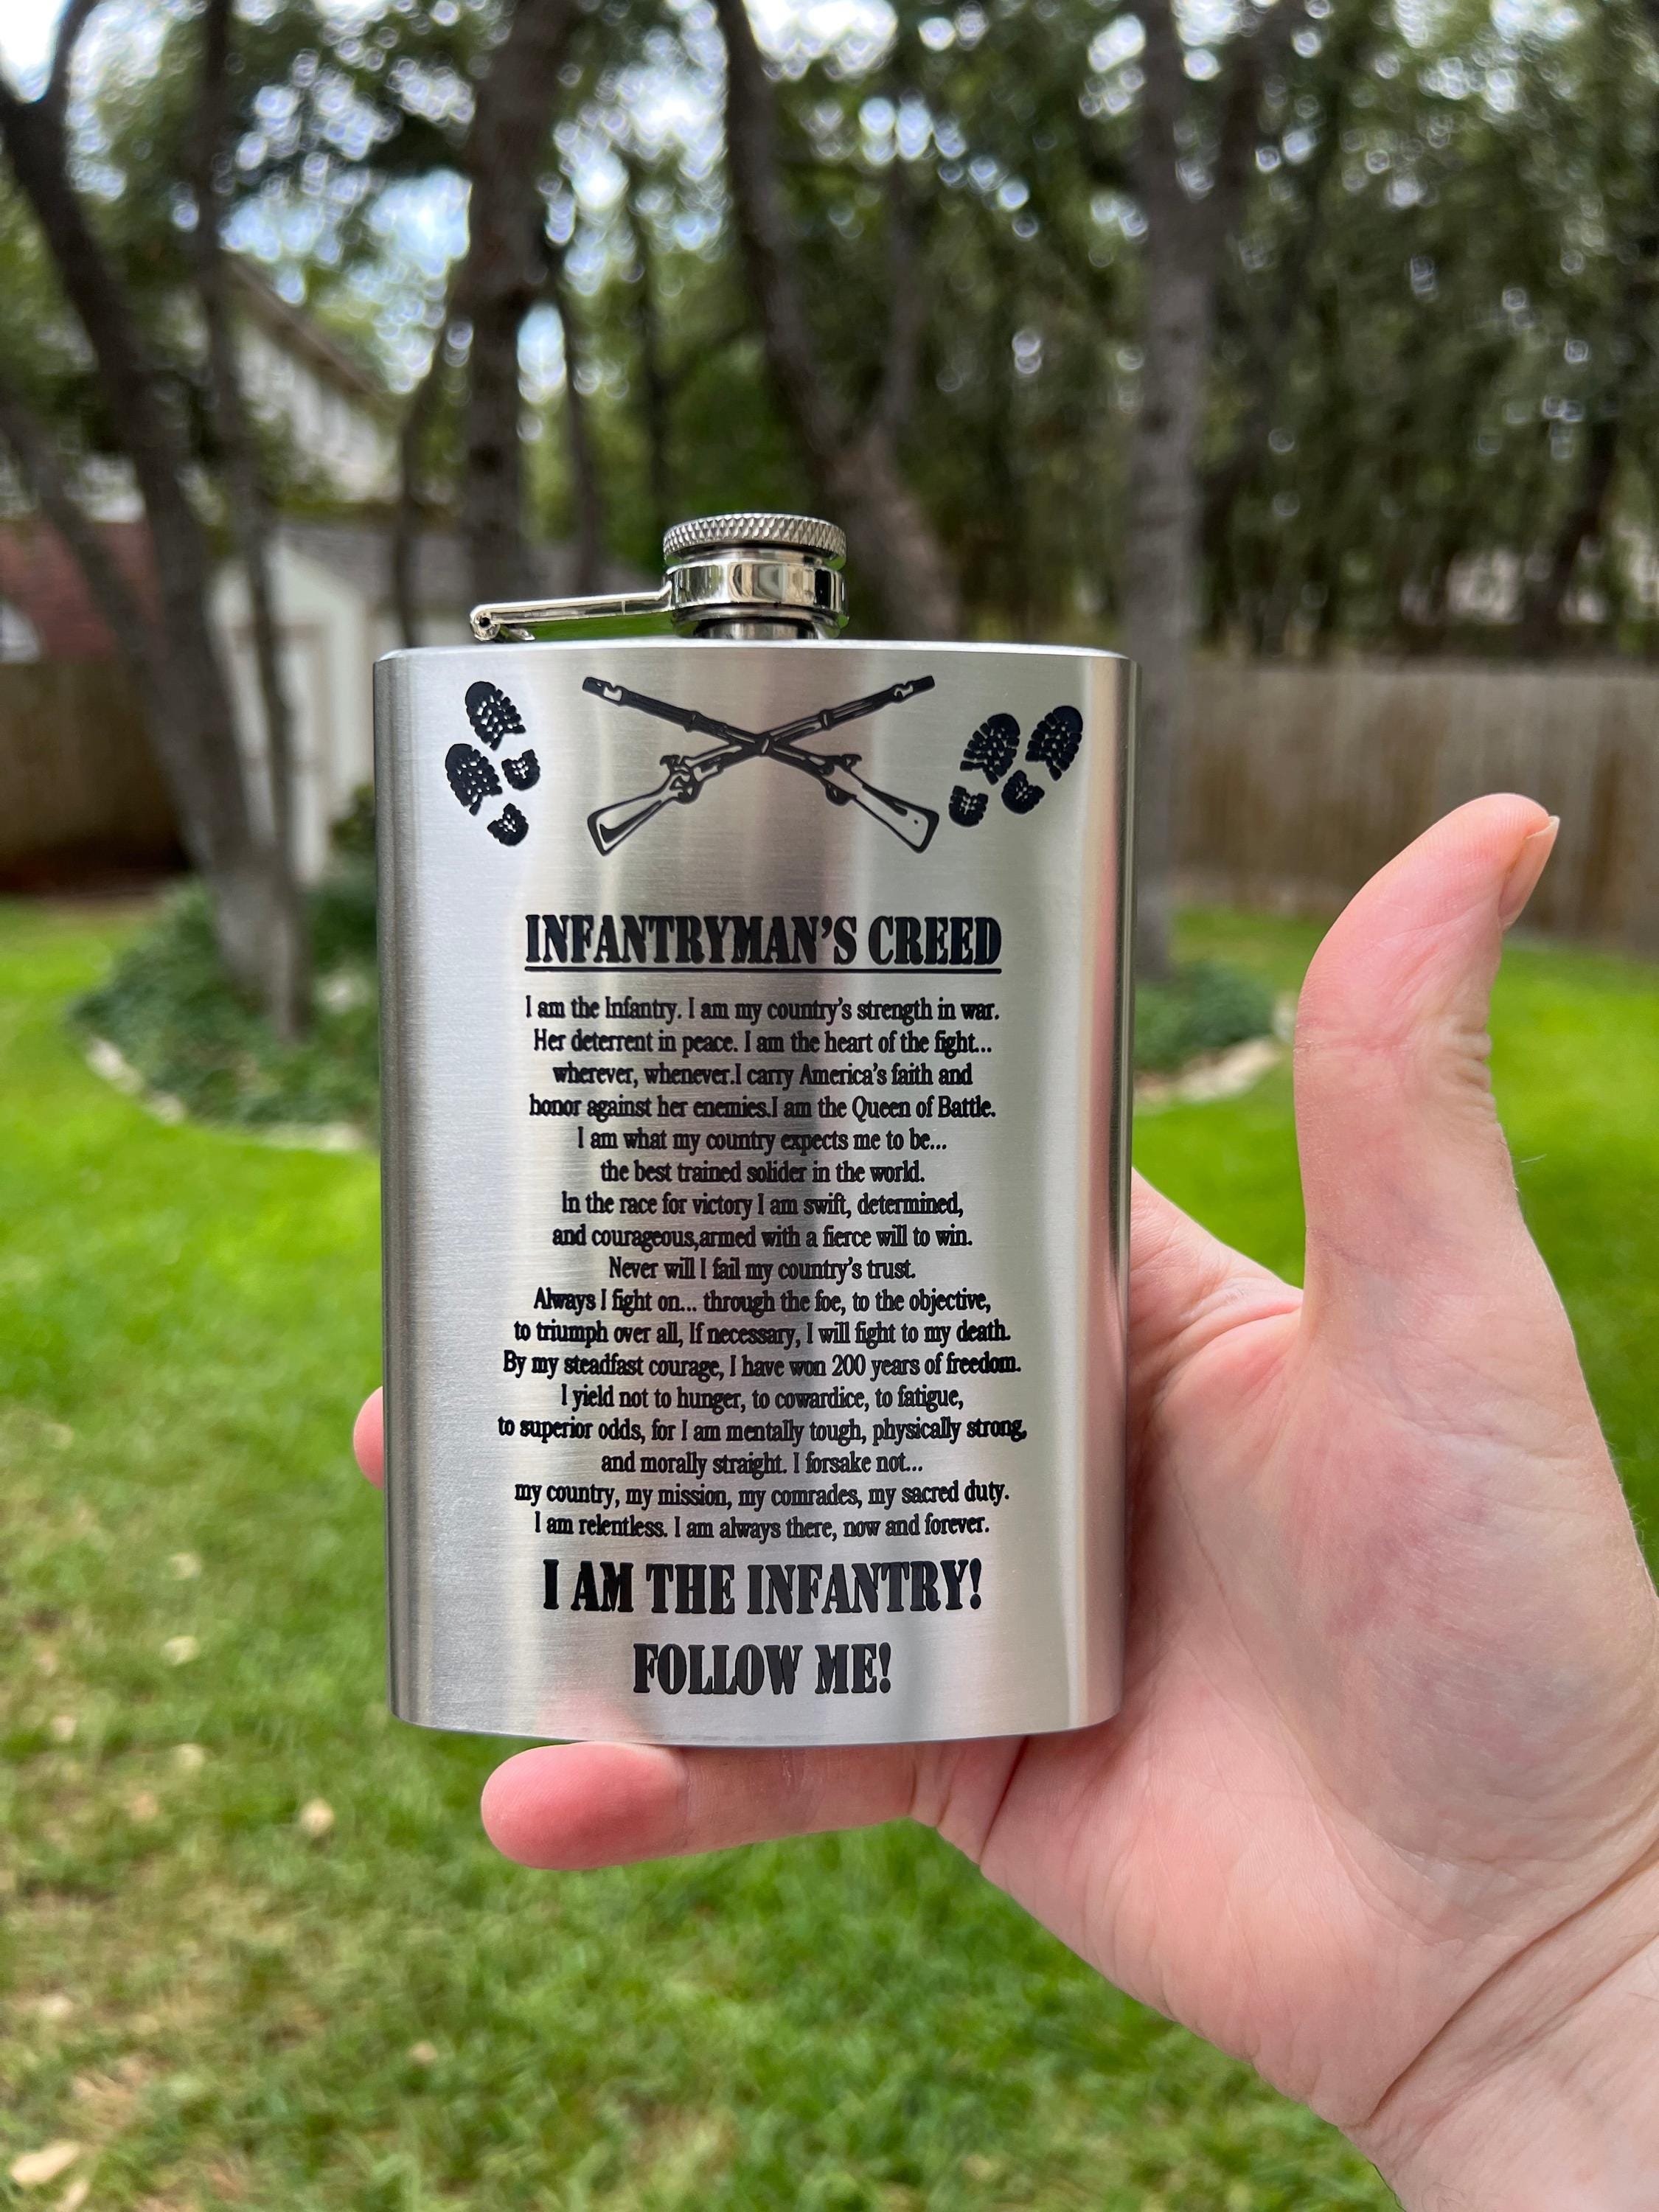 INFANTRYMAN'S CREED
I am the Infantry. I am my country's strength in war.
Her deterrent in peace. I am the heart of the fight...
wherever, whenever.I carry America's faith and
honor against her enemies.I am the Queen of Battle.
I am what my country expects me to be...
the best trained solider in the world.
In the race for victory I am swift, determined,
and courageous,armed with a fierce will to win.
Never will I fail my country's trust.
Always I fight on... through the foe, to the objective,
to triumph over all, If necessary, I will fight to my death.
By my steadfast courage, I have won 200 years of freedom.
I yield not to hunger, to cowardice, to fatigue,
to superior odds, for I am mentally tough, physically strong,
and morally straight. I forsake not...
my country, my mission, my comrades, my sacred duty.
I am relentless. I am always there, now and forever.
I AM THE INFANTRY!
FOLLOW ME!